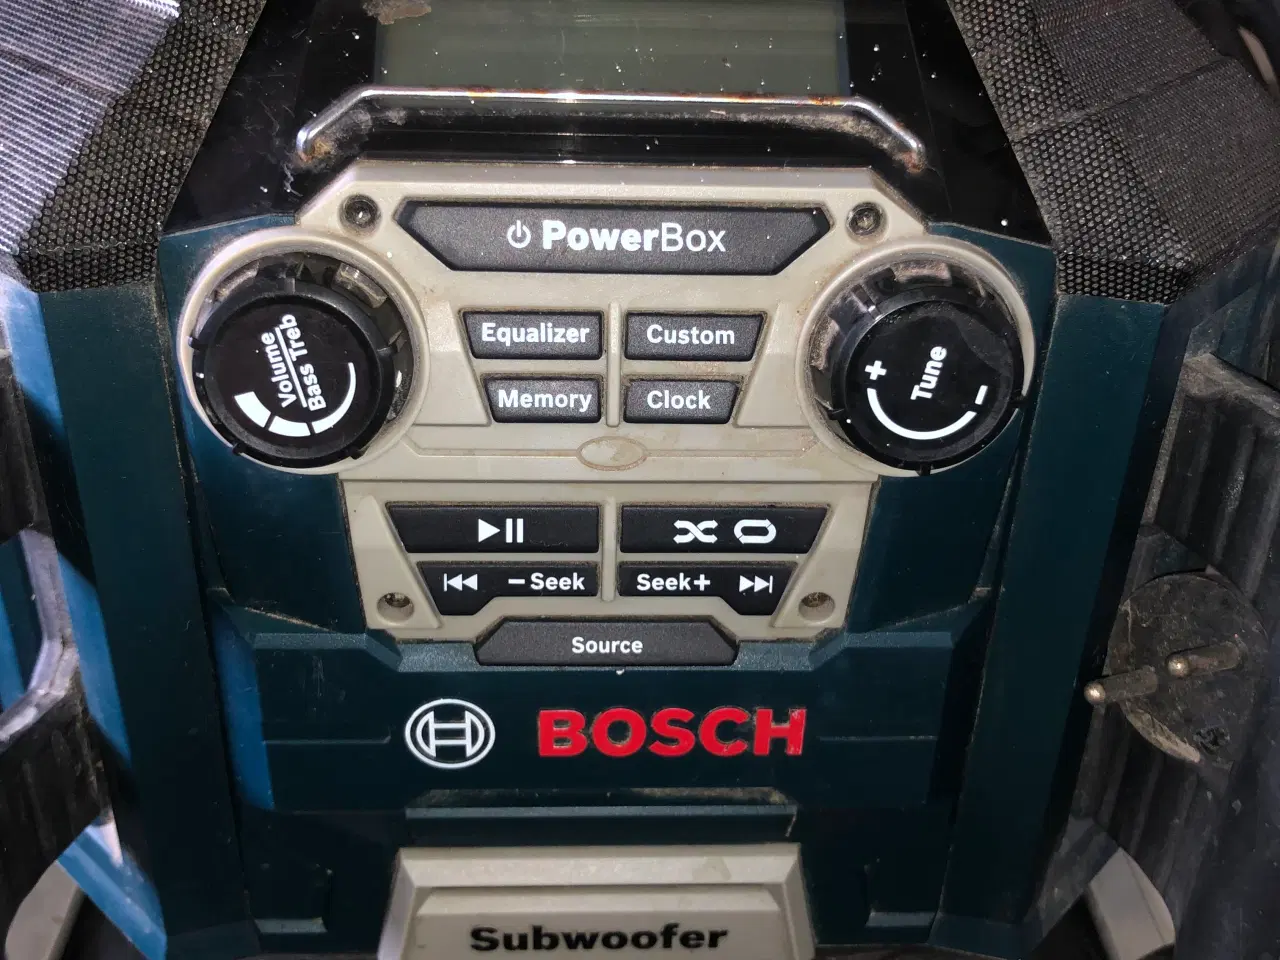 PowerBox
Equalizer
Custom
Volume
Bass Treb
+ Tune -
Memory
Clock
- Seek
Seek+
Source
BOSCH
Subwoofer